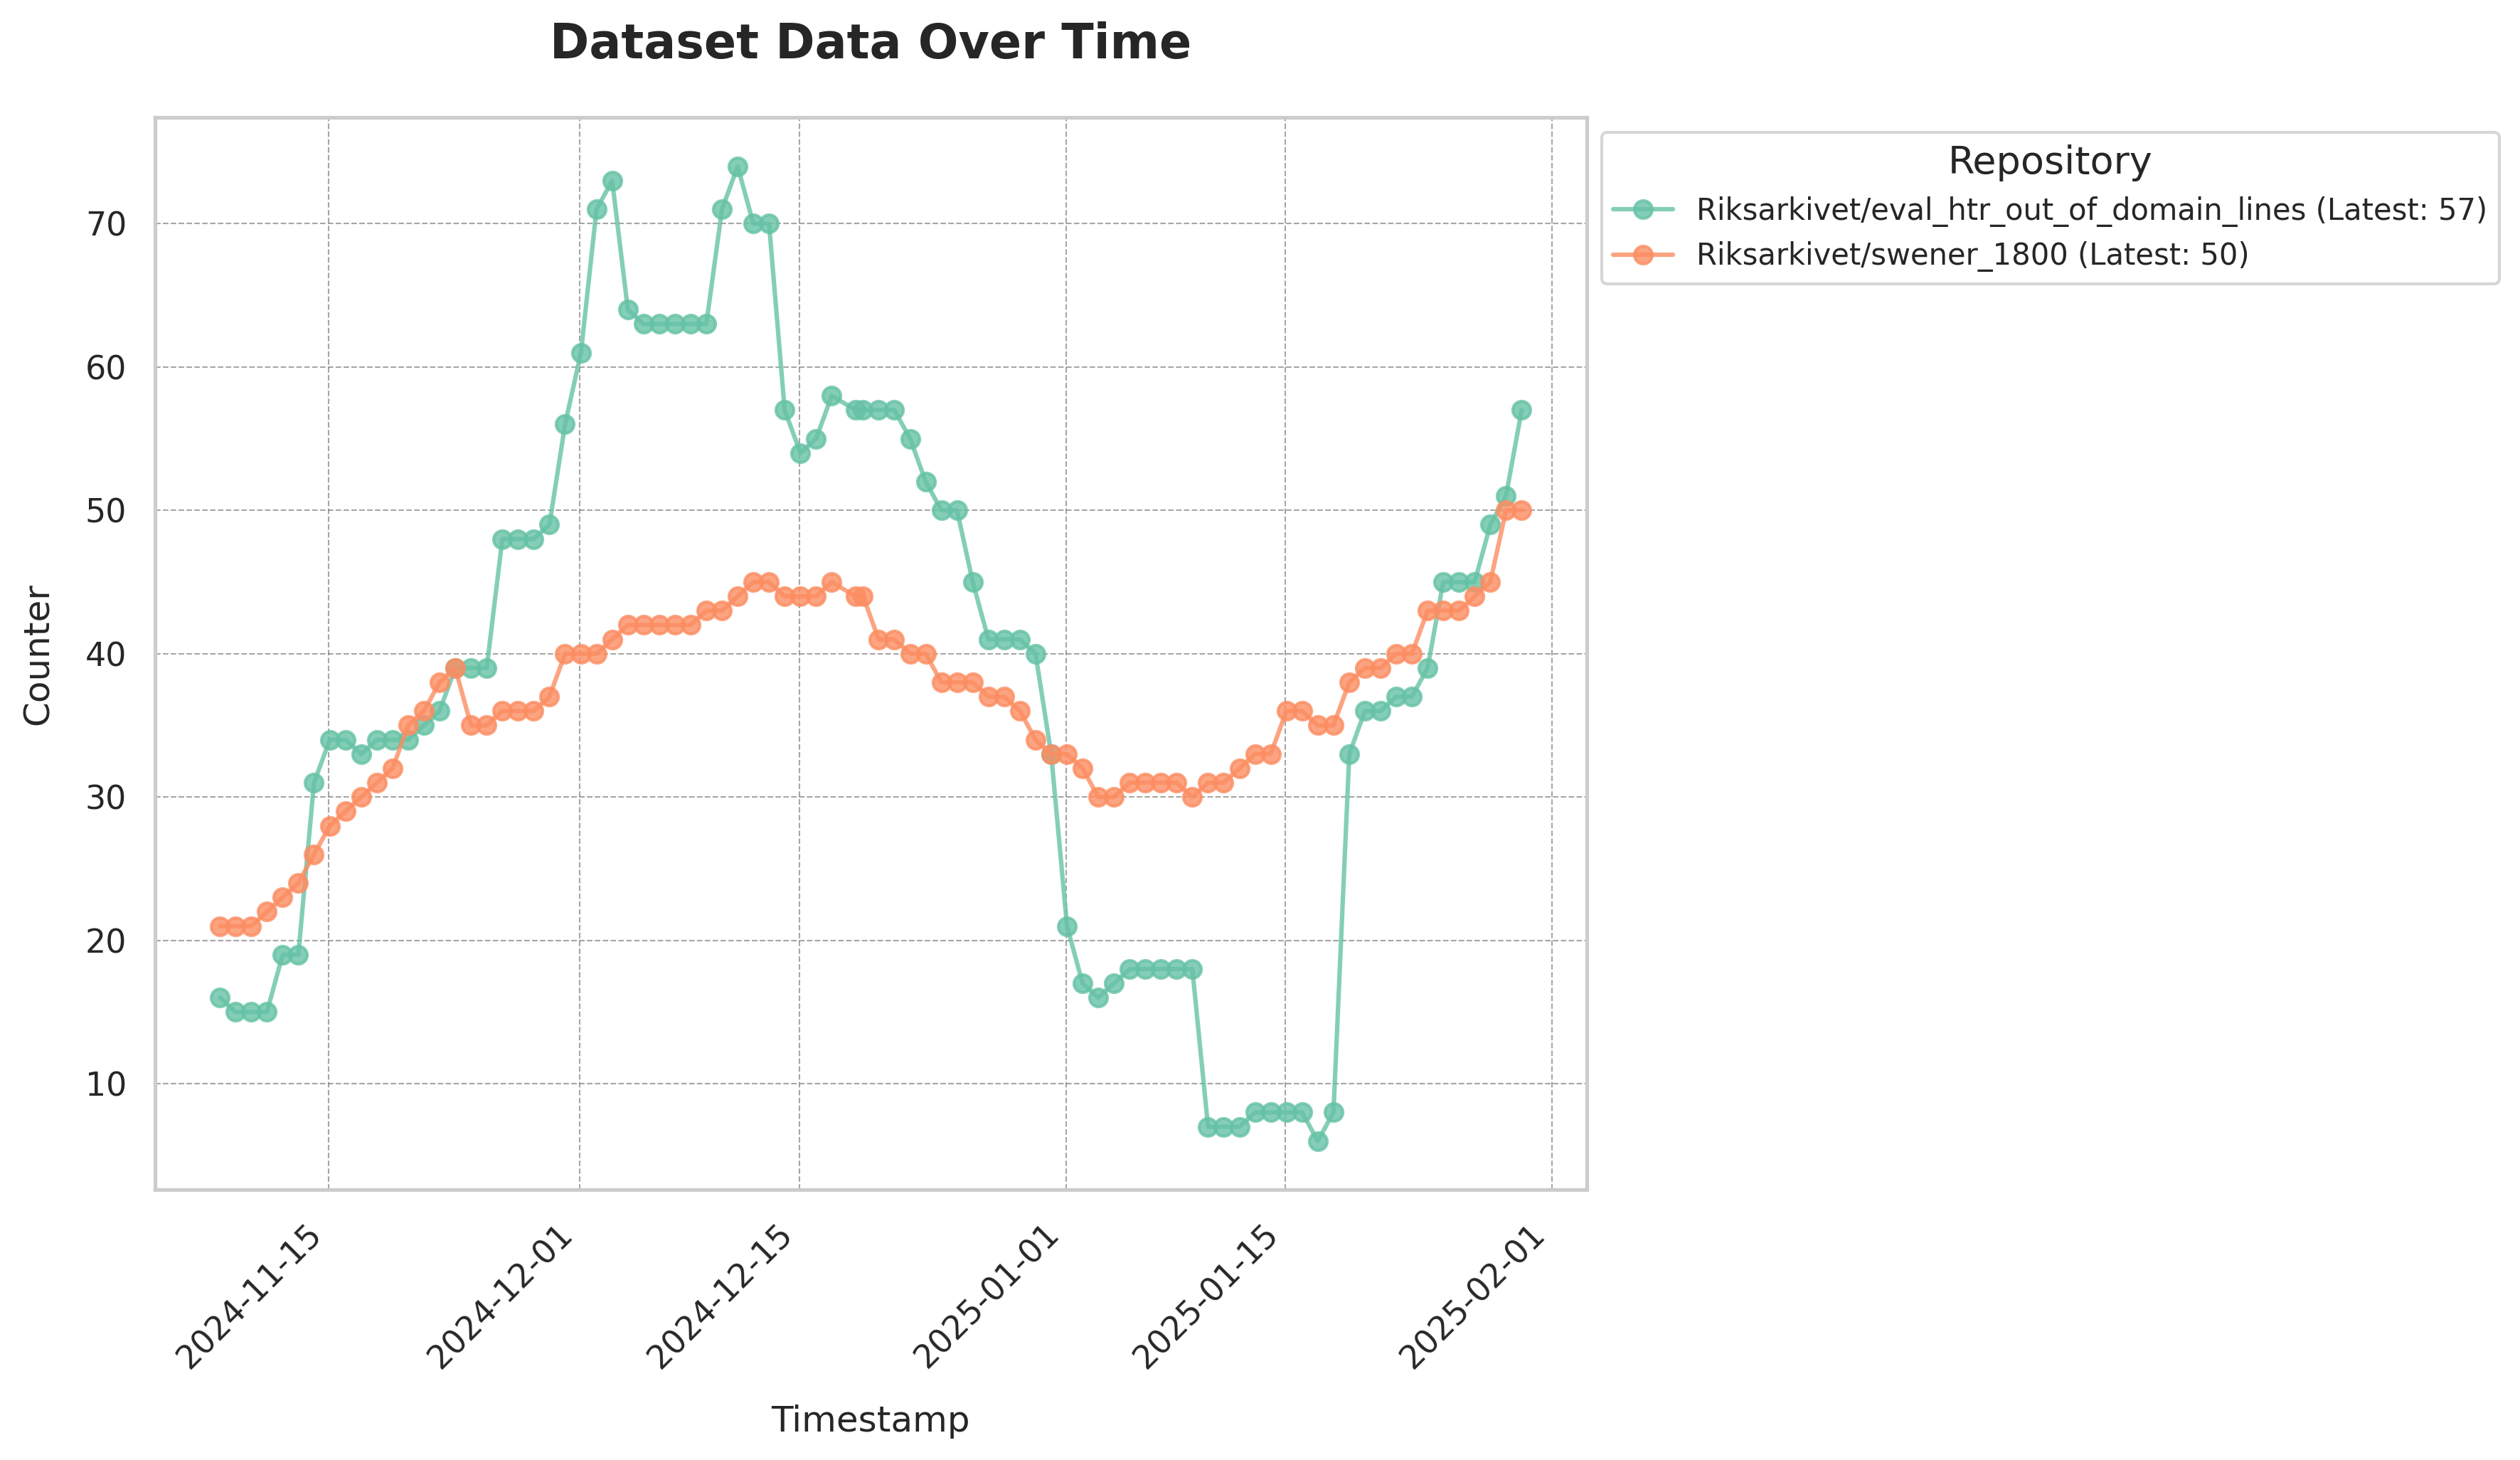 Dataset Data Over Time
Repository
Riksarkivet/eval_htr_out_of_domain_lines (Latest: 57)
Riksarkivet/swener_1800 (Latest: 50)
Counter
70
60
50
40
30
20
10
2024-11-15
2024-12-01
2024-12-15
2025-01-01
2025-01-15
2025-02-01
Timestamp